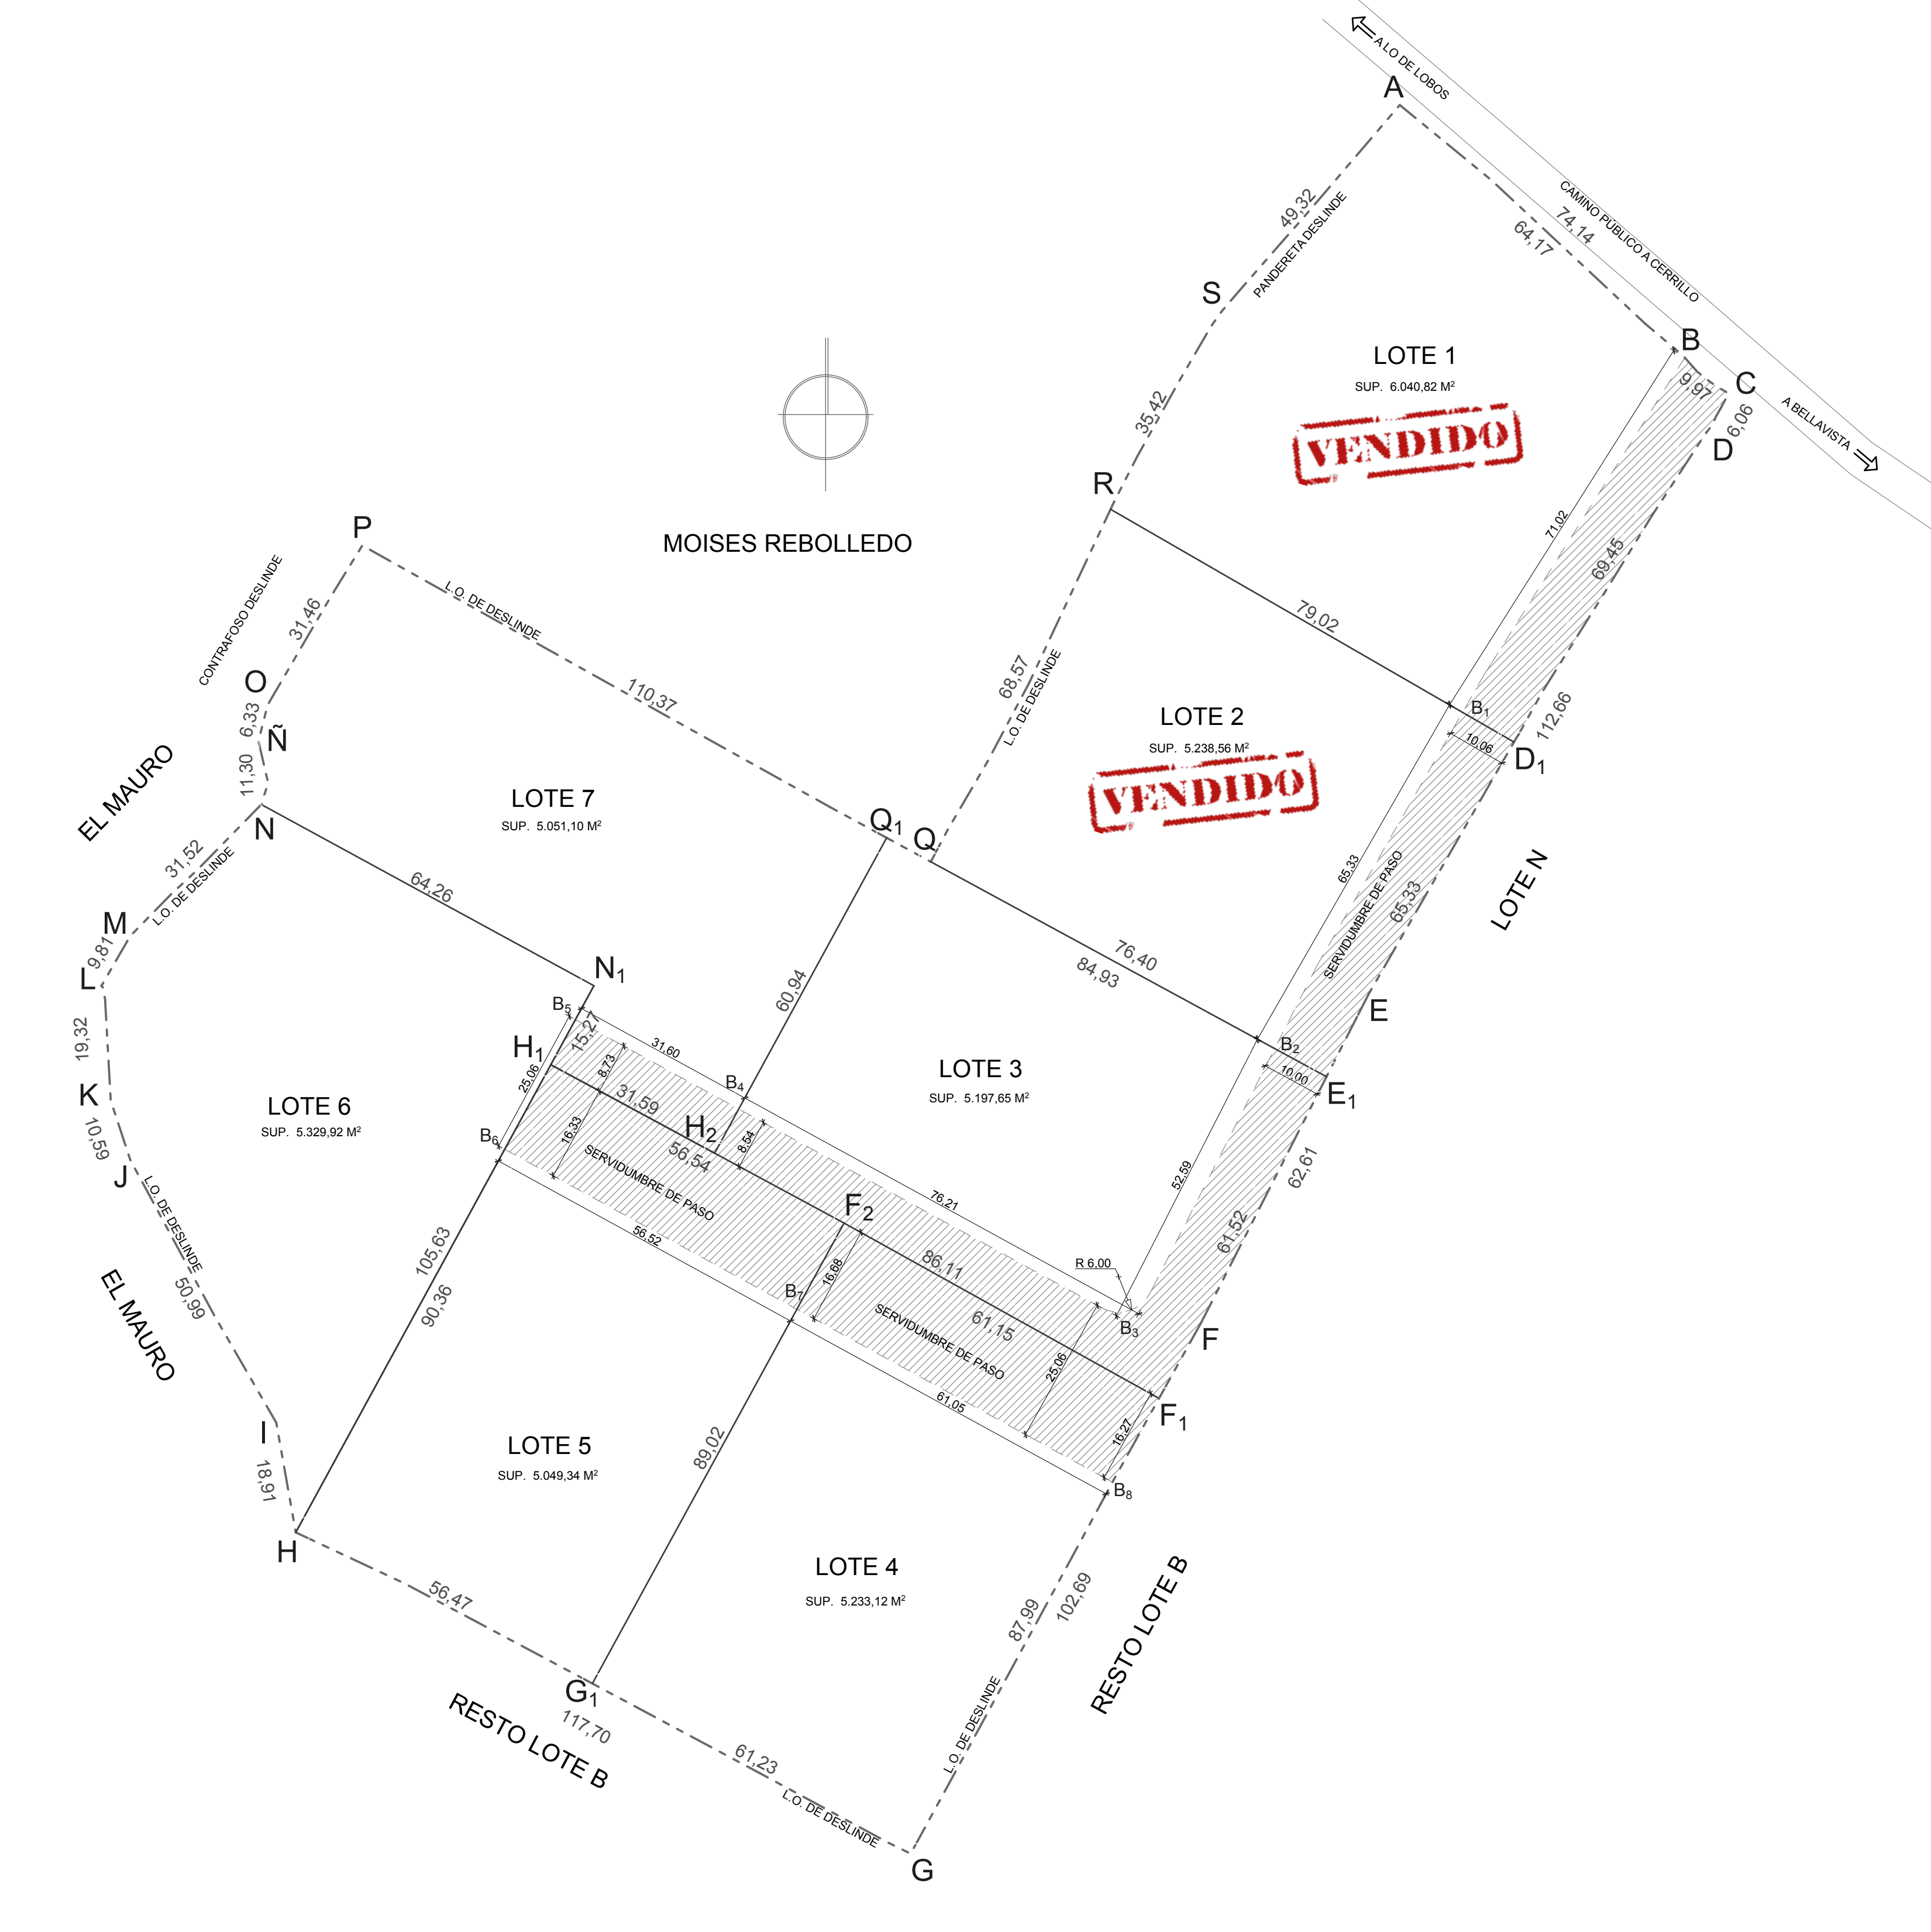 A LO DE LOBOS
A
CAMINO PÚBLICO A CERRILLO
74,14
64,17
49,32
PANDERETA DESLINDE
S
B
C
9,97
6,06
D
A BELLAVISTA
LOTE 1
SUP. 6.040,82 M²
VENDIDO
35,42
R
71,02
69,45
MOISES REBOLLEDO
P
L.O. DE DESLINDE
CONTRAFOSO DESLINDE
31,46
79,02
68,57
L.O. DE DESLINDE
110,37
O
6,33
Ñ
11,30
EL MAURO
LOTE 2
SUP. 5.238,56 M²
VENDIDO
B₁
10,06
D₁
112,66
LOTE 7
SUP. 5.051,10 M²
N
Q₁
Q
31,52
L.O. DE DESLINDE
64,26
65,33
SERVIDUMBRE DE PASO
65,33
LOTE N
M
9,81
L
N₁
76,40
84,93
60,94
B₅
15,27
E
19,32
H₁
25,06
8,73
31,60
B₂
10,00
E₁
K
10,59
J
LOTE 6
SUP. 5.329,92 M²
LOTE 3
SUP. 5.197,65 M²
B₄
31,59
H₂
B₆
16,33
56,54
8,54
SERVIDUMBRE DE PASO
52,59
62,61
L.O. DE DESLINDE
50,99
EL MAURO
76,21
F₂
61,52
56,52
105,63
90,36
86,11
16,68
R 6,00
B₇
61,15
SERVIDUMBRE DE PASO
B₃
F
25,06
61,05
16,27
F₁
I
18,91
H
LOTE 5
SUP. 5.049,34 M²
89,02
B₈
LOTE 4
SUP. 5.233,12 M²
56,47
87,99
102,69
RESTO LOTE B
G₁
117,70
RESTO LOTE B
61,23
L.O. DE DESLINDE
L.O. DE DESLINDE
G